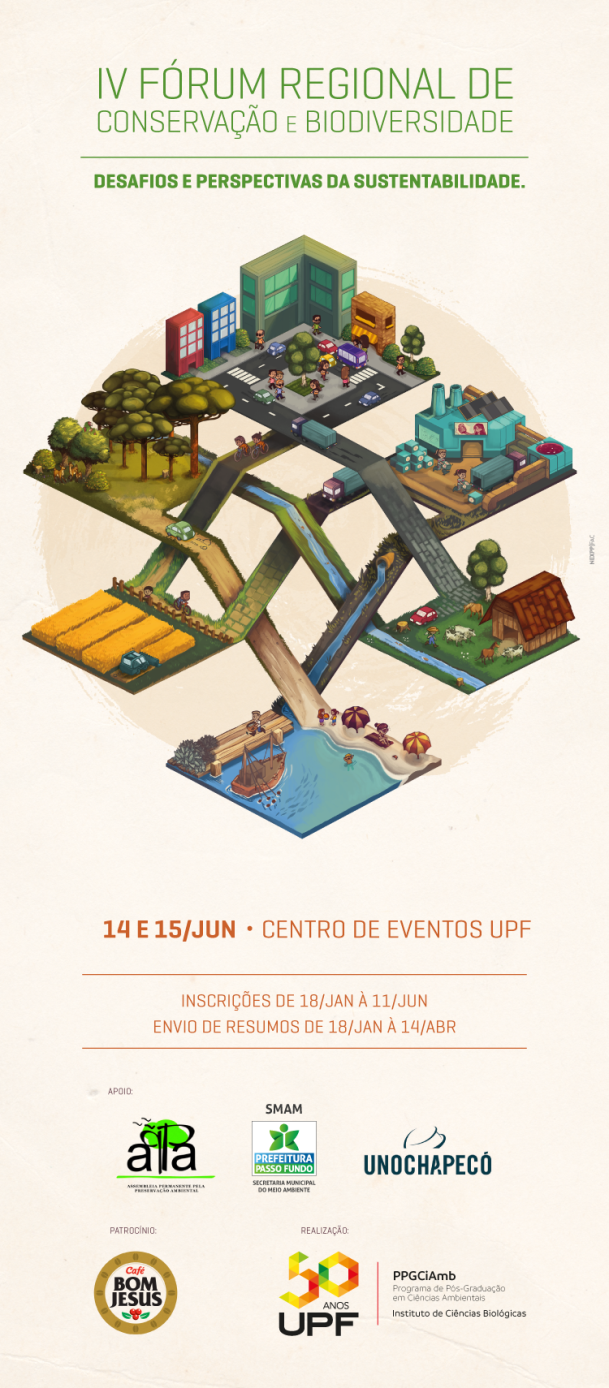 IV FÓRUM REGIONAL DE
CONSERVAÇÃO E BIODIVERSIDADE
DESAFIOS E PERSPECTIVAS DA SUSTENTABILIDADE.
14 E 15/JUN • CENTRO DE EVENTOS UPF
INSCRIÇÕES DE 18/JAN À 11/JUN
ENVIO DE RESUMOS DE 18/JAN À 14/ABR
APOIO:
apa
ASSEMBLEIA PERMANENTE PELA
PRESERVAÇÃO AMBIENTAL
SMAM
PREFEITURA
PASSO FUNDO
SECRETARIA MUNICIPAL
DO MEIO AMBIENTE
UNOCHAPECÓ
PATROCÍNIO:
Café
BOM
JESUS
REALIZAÇÃO:
50
ANOS
UPF
PPGCiAmb
Programa de Pós-Graduação
em Ciências Ambientais
Instituto de Ciências Biológicas